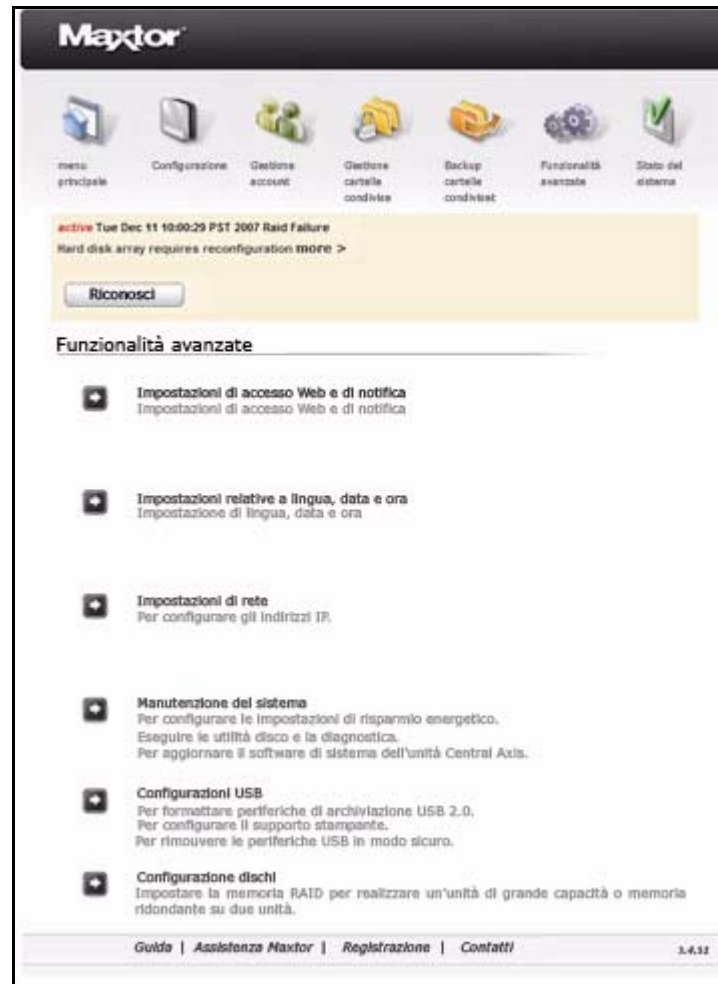 Maxtor
menu principale
Configurazione
Gestione account
Gestione cartelle condivise
Backup cartelle condiviset
Funzionalità avanzate
Stato del sistema
active Tue Dec 11 10:00:29 PST 2007 Raid Failure
Hard disk array requires reconfiguration more >
Riconosci
Funzionalità avanzate
Impostazioni di accesso Web e di notifica
Impostazioni di accesso Web e di notifica
Impostazioni relative a lingua, data e ora
Impostazione di lingua, data e ora
Impostazioni di rete
Per configurare gli indirizzi IP.
Manutenzione del sistema
Per configurare le impostazioni di risparmio energetico.
Eseguire le utilità disco e la diagnostica.
Per aggiornare il software di sistema dell'unità Central Axis.
Configurazioni USB
Per formattare periferiche di archiviazione USB 2.0.
Per configurare il supporto stampante.
Per rimuovere le periferiche USB in modo sicuro.
Configurazione dischi
Impostare la memoria RAID per realizzare un'unità di grande capacità o memoria
ridondante su due unità.
Guida | Assistenza Maxtor | Registrazione | Contatti